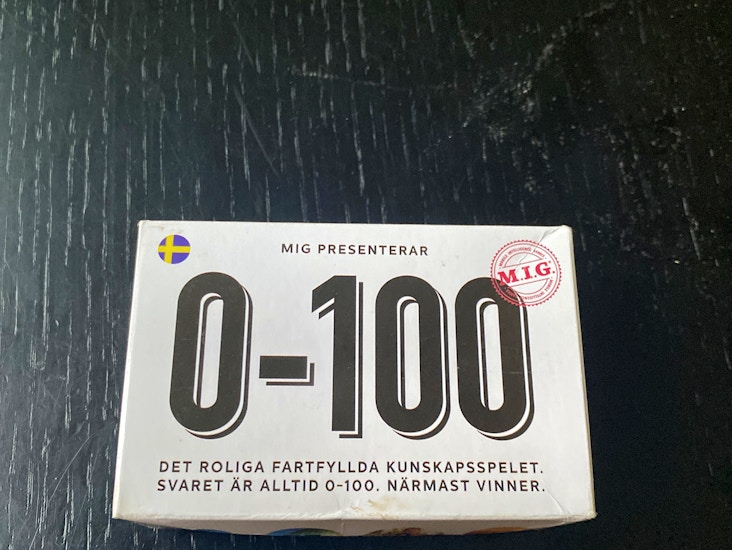 MIG PRESENTERAR
M.I.G.
0-100
DET ROLIGA FARTFYLLDA KUNSKAPSSPELET.
SVARET ÄR ALLTID 0-100. NÄRMAST VINNER.